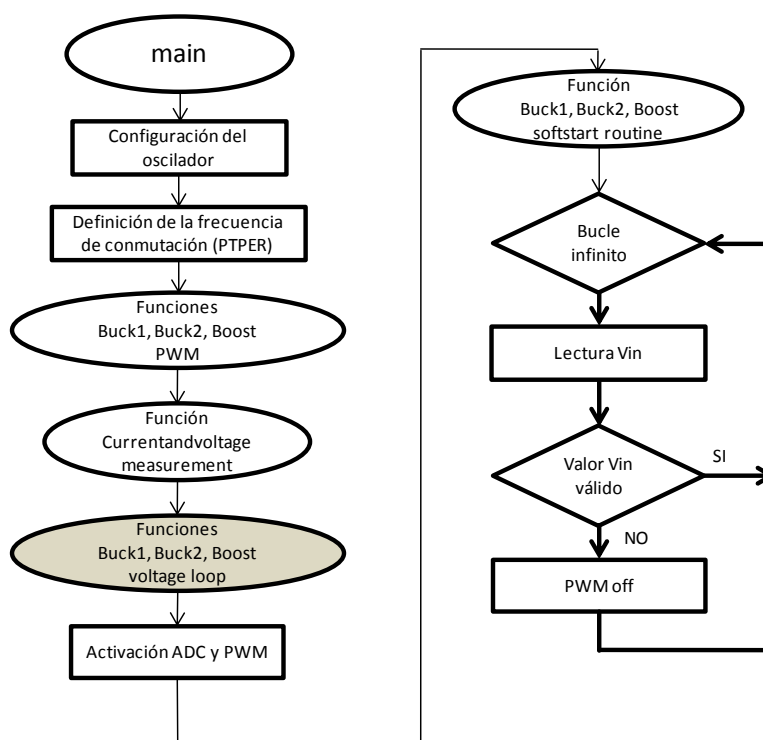 main
Configuración del
oscilador
Definición de la frecuencia
de conmutación (PTPER)
Funciones
Buck1, Buck2, Boost
PWM
Función
Currentandvoltage
measurement
Funciones
Buck1, Buck2, Boost
voltage loop
Activación ADC y PWM
Función
Buck1, Buck2, Boost
softstart routine
Bucle
infinito
Lectura Vin
Valor Vin
válido
SI
NO
PWM off